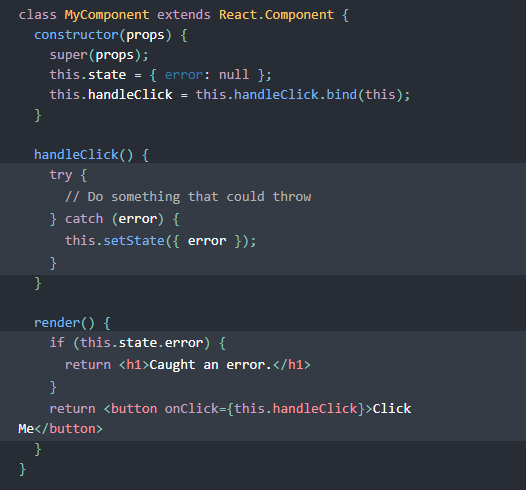 class MyComponent extends React.Component {
  constructor(props) {
    super(props);
    this.state = { error: null };
    this.handleClick = this.handleClick.bind(this);
  }

  handleClick() {
    try {
      // Do something that could throw
    } catch (error) {
      this.setState({ error });
    }
  }

  render() {
    if (this.state.error) {
      return <h1>Caught an error.</h1>
    }
    return <button onClick={this.handleClick}>Click
Me</button>
  }
}